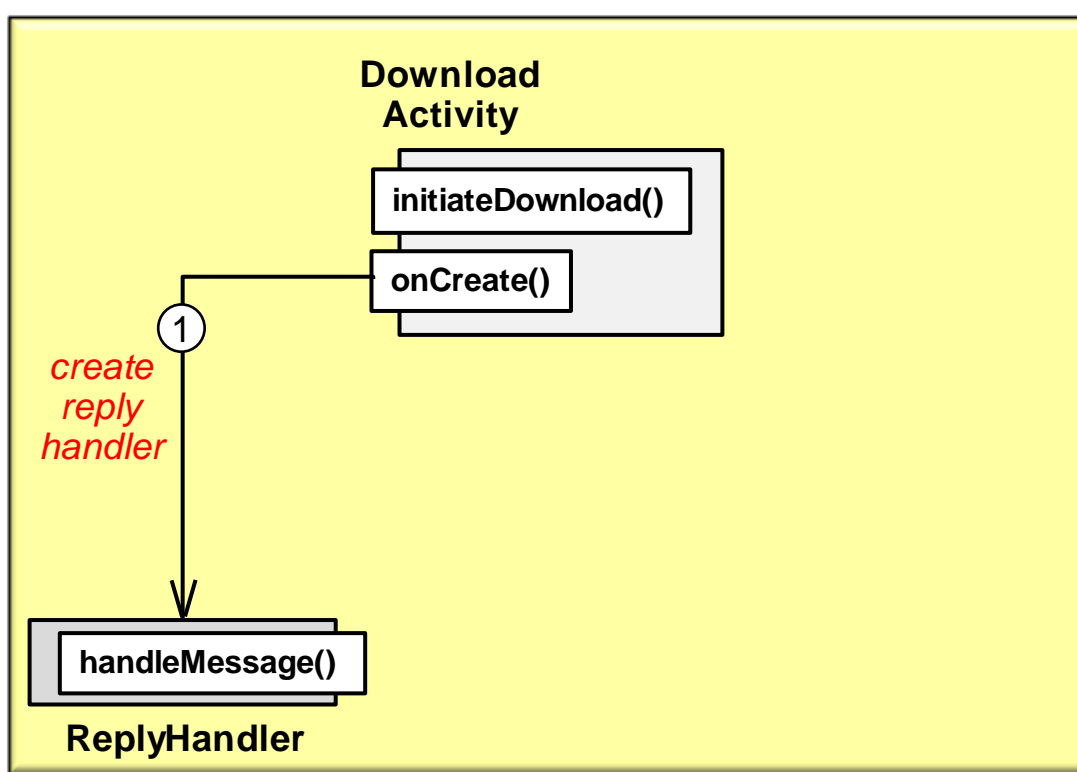 Download
Activity
initiateDownload()
onCreate()
1
create
reply
handler
handleMessage()
ReplyHandler